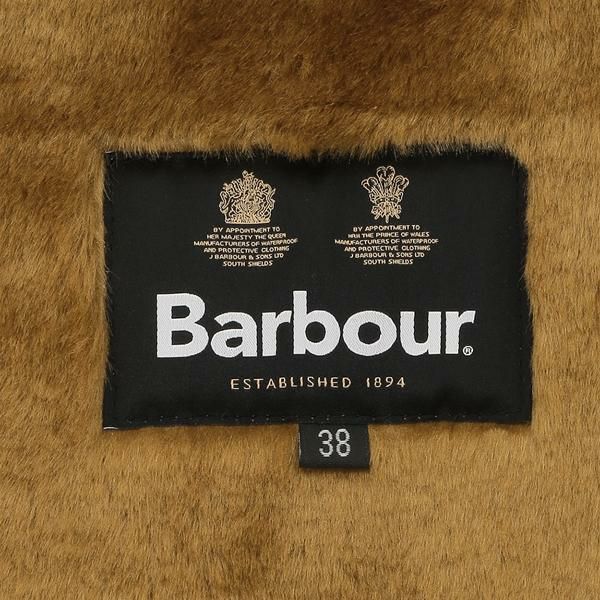 BY APPOINTMENT TO
HER MAJESTY THE QUEEN
MANUFACTURERS OF WATERPROOF
AND PROTECTIVE CLOTHING
J BARBOUR & SONS LTD
SOUTH SHIELDS
BY APPOINTMENT TO
HRH THE PRINCE OF WALES
MANUFACTURERS OF WATERPROOF
AND PROTECTIVE CLOTHING
J BARBOUR & SONS LTD
SOUTH SHIELDS
Barbour®
ESTABLISHED 1894
38